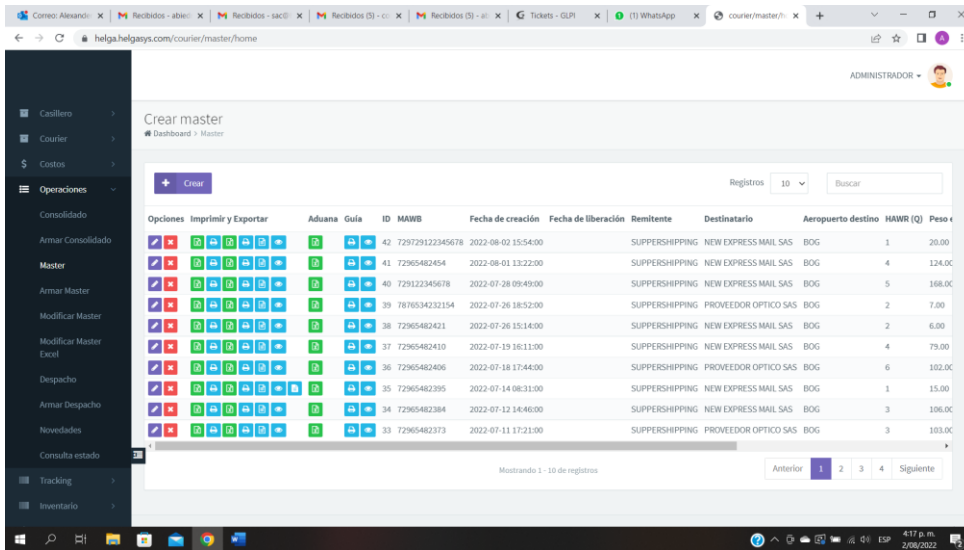 Correo: Alexande
Recibidos - abies
Recibidos - sac@
Recibidos (5) - co
Recibidos (5) - ab
Tickets - GLPI
(1) WhatsApp
courier/master/h
helga.helgasys.com/courier/master/home
A
ADMINISTRADOR
Casillero
Courier
Costos
Operaciones
Consolidado
Armar Consolidado
Master
Armar Master
Modificar Master
Modificar Master
Excel
Despacho
Armar Despacho
Novedades
Consulta estado
Tracking
Inventario
Crear master
Dashboard > Master
+ Crear
Registros 10 Buscar
Opciones Imprimir y Exportar Aduana Guía ID MAWB Fecha de creación Fecha de liberación Remitente Destinatario Aeropuerto destino HAWR (Q) Peso e
42 729729122345678 2022-08-02 15:54:00 SUPPERSHIPPING NEW EXPRESS MAIL SAS BOG 1 20.00
41 72965482454 2022-08-01 13:22:00 SUPPERSHIPPING NEW EXPRESS MAIL SAS BOG 4 124.00
40 729122345678 2022-07-28 09:49:00 SUPPERSHIPPING NEW EXPRESS MAIL SAS BOG 5 168.00
39 7876534232154 2022-07-26 18:52:00 SUPPERSHIPPING PROVEEDOR OPTICO SAS BOG 2 7.00
38 72965482421 2022-07-26 15:14:00 SUPPERSHIPPING NEW EXPRESS MAIL SAS BOG 2 6.00
37 72965482410 2022-07-19 16:11:00 SUPPERSHIPPING NEW EXPRESS MAIL SAS BOG 4 79.00
36 72965482406 2022-07-18 17:44:00 SUPPERSHIPPING PROVEEDOR OPTICO SAS BOG 6 102.00
35 72965482395 2022-07-14 08:31:00 SUPPERSHIPPING NEW EXPRESS MAIL SAS BOG 1 15.00
34 72965482384 2022-07-12 14:46:00 SUPPERSHIPPING NEW EXPRESS MAIL SAS BOG 3 106.00
33 72965482373 2022-07-11 17:21:00 SUPPERSHIPPING PROVEEDOR OPTICO SAS BOG 3 103.00
Mostrando 1 - 10 de registros
Anterior 1 2 3 4 Siguiente
ESP
4:17 p. m.
2/08/2022